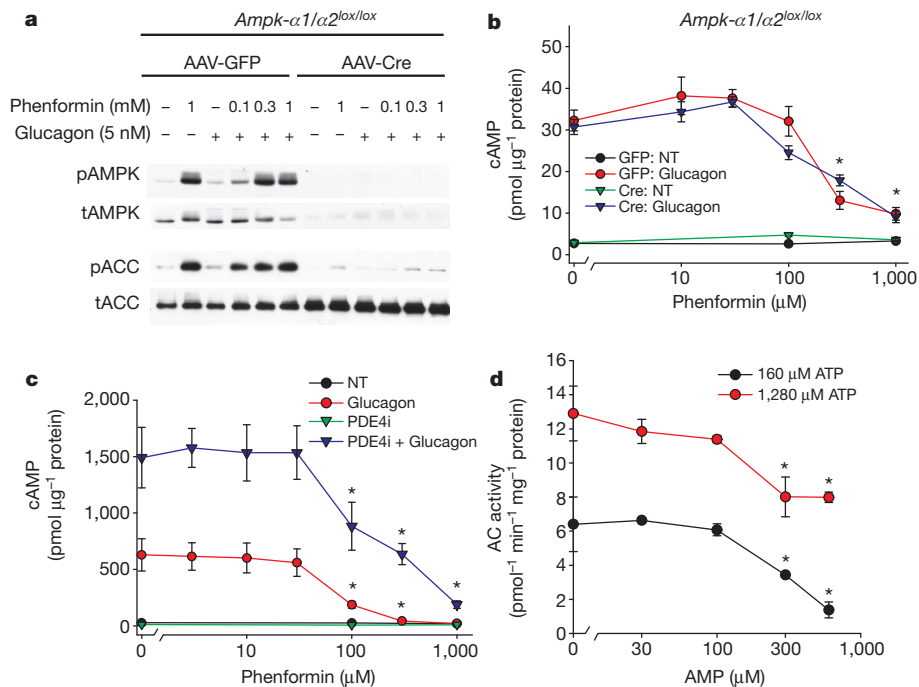 a
Ampk-α1/α2lox/lox
AAV-GFP AAV-Cre
Phenformin (mM) – 1 – 0.1 0.3 1 – 1 – 0.1 0.3 1
Glucagon (5 nM) – – + + + + – – + + + +
pAMPK
tAMPK
pACC
tACC
b
Ampk-α1/α2lox/lox
cAMP
(pmol µg–1 protein)
50
40
30
20
10
0
GFP: NT
GFP: Glucagon
Cre: NT
Cre: Glucagon
* *
0 10 100 1,000
Phenformin (µM)
c
NT
Glucagon
PDE4i
PDE4i + Glucagon
cAMP
(pmol µg–1 protein)
2,000
1,500
1,000
500
0
* * *
* *
0 10 100 1,000
Phenformin (µM)
d
160 µM ATP
1,280 µM ATP
AC activity
(pmol–1 min–1 mg–1 protein)
16
14
12
10
8
6
4
2
0
* *
* *
0 30 100 300 1,000
AMP (µM)